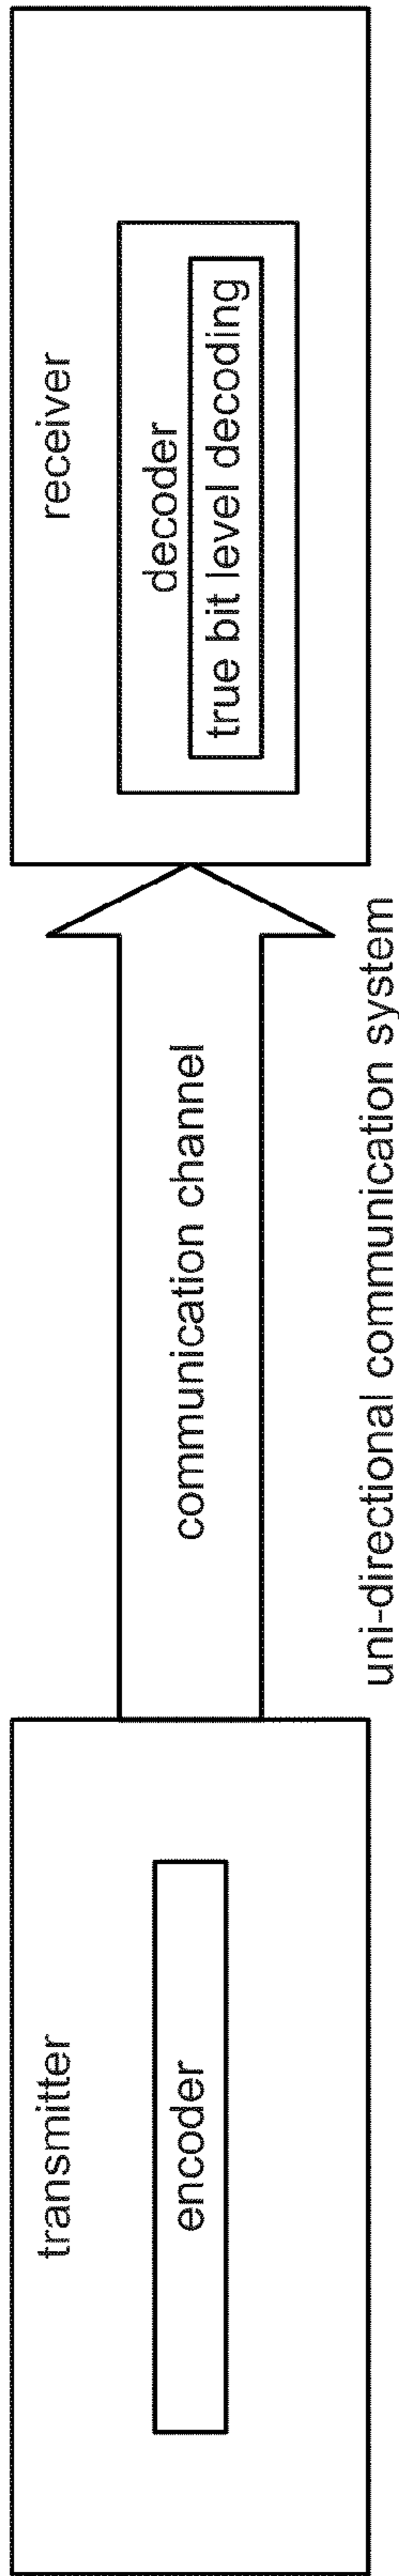 transmitter
encoder
communication channel
receiver
decoder
true bit level decoding
uni-directional communication system